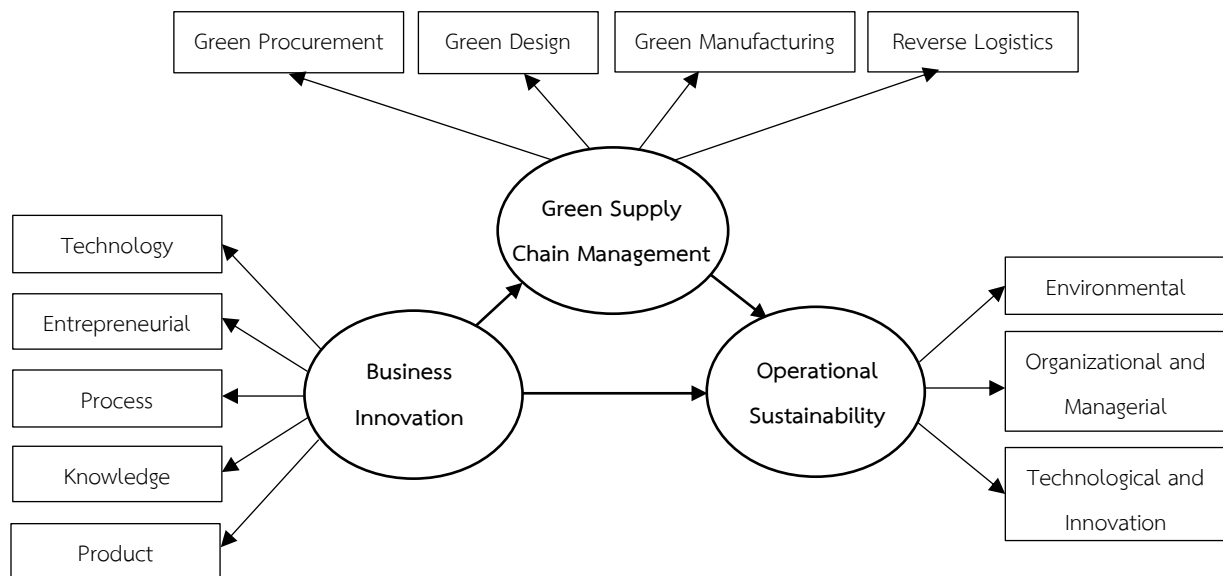 Green Procurement
Green Design
Green Manufacturing
Reverse Logistics
Green Supply
Chain Management
Technology
Entrepreneurial
Process
Knowledge
Product
Business
Innovation
Operational
Sustainability
Environmental
Organizational and
Managerial
Technological and
Innovation